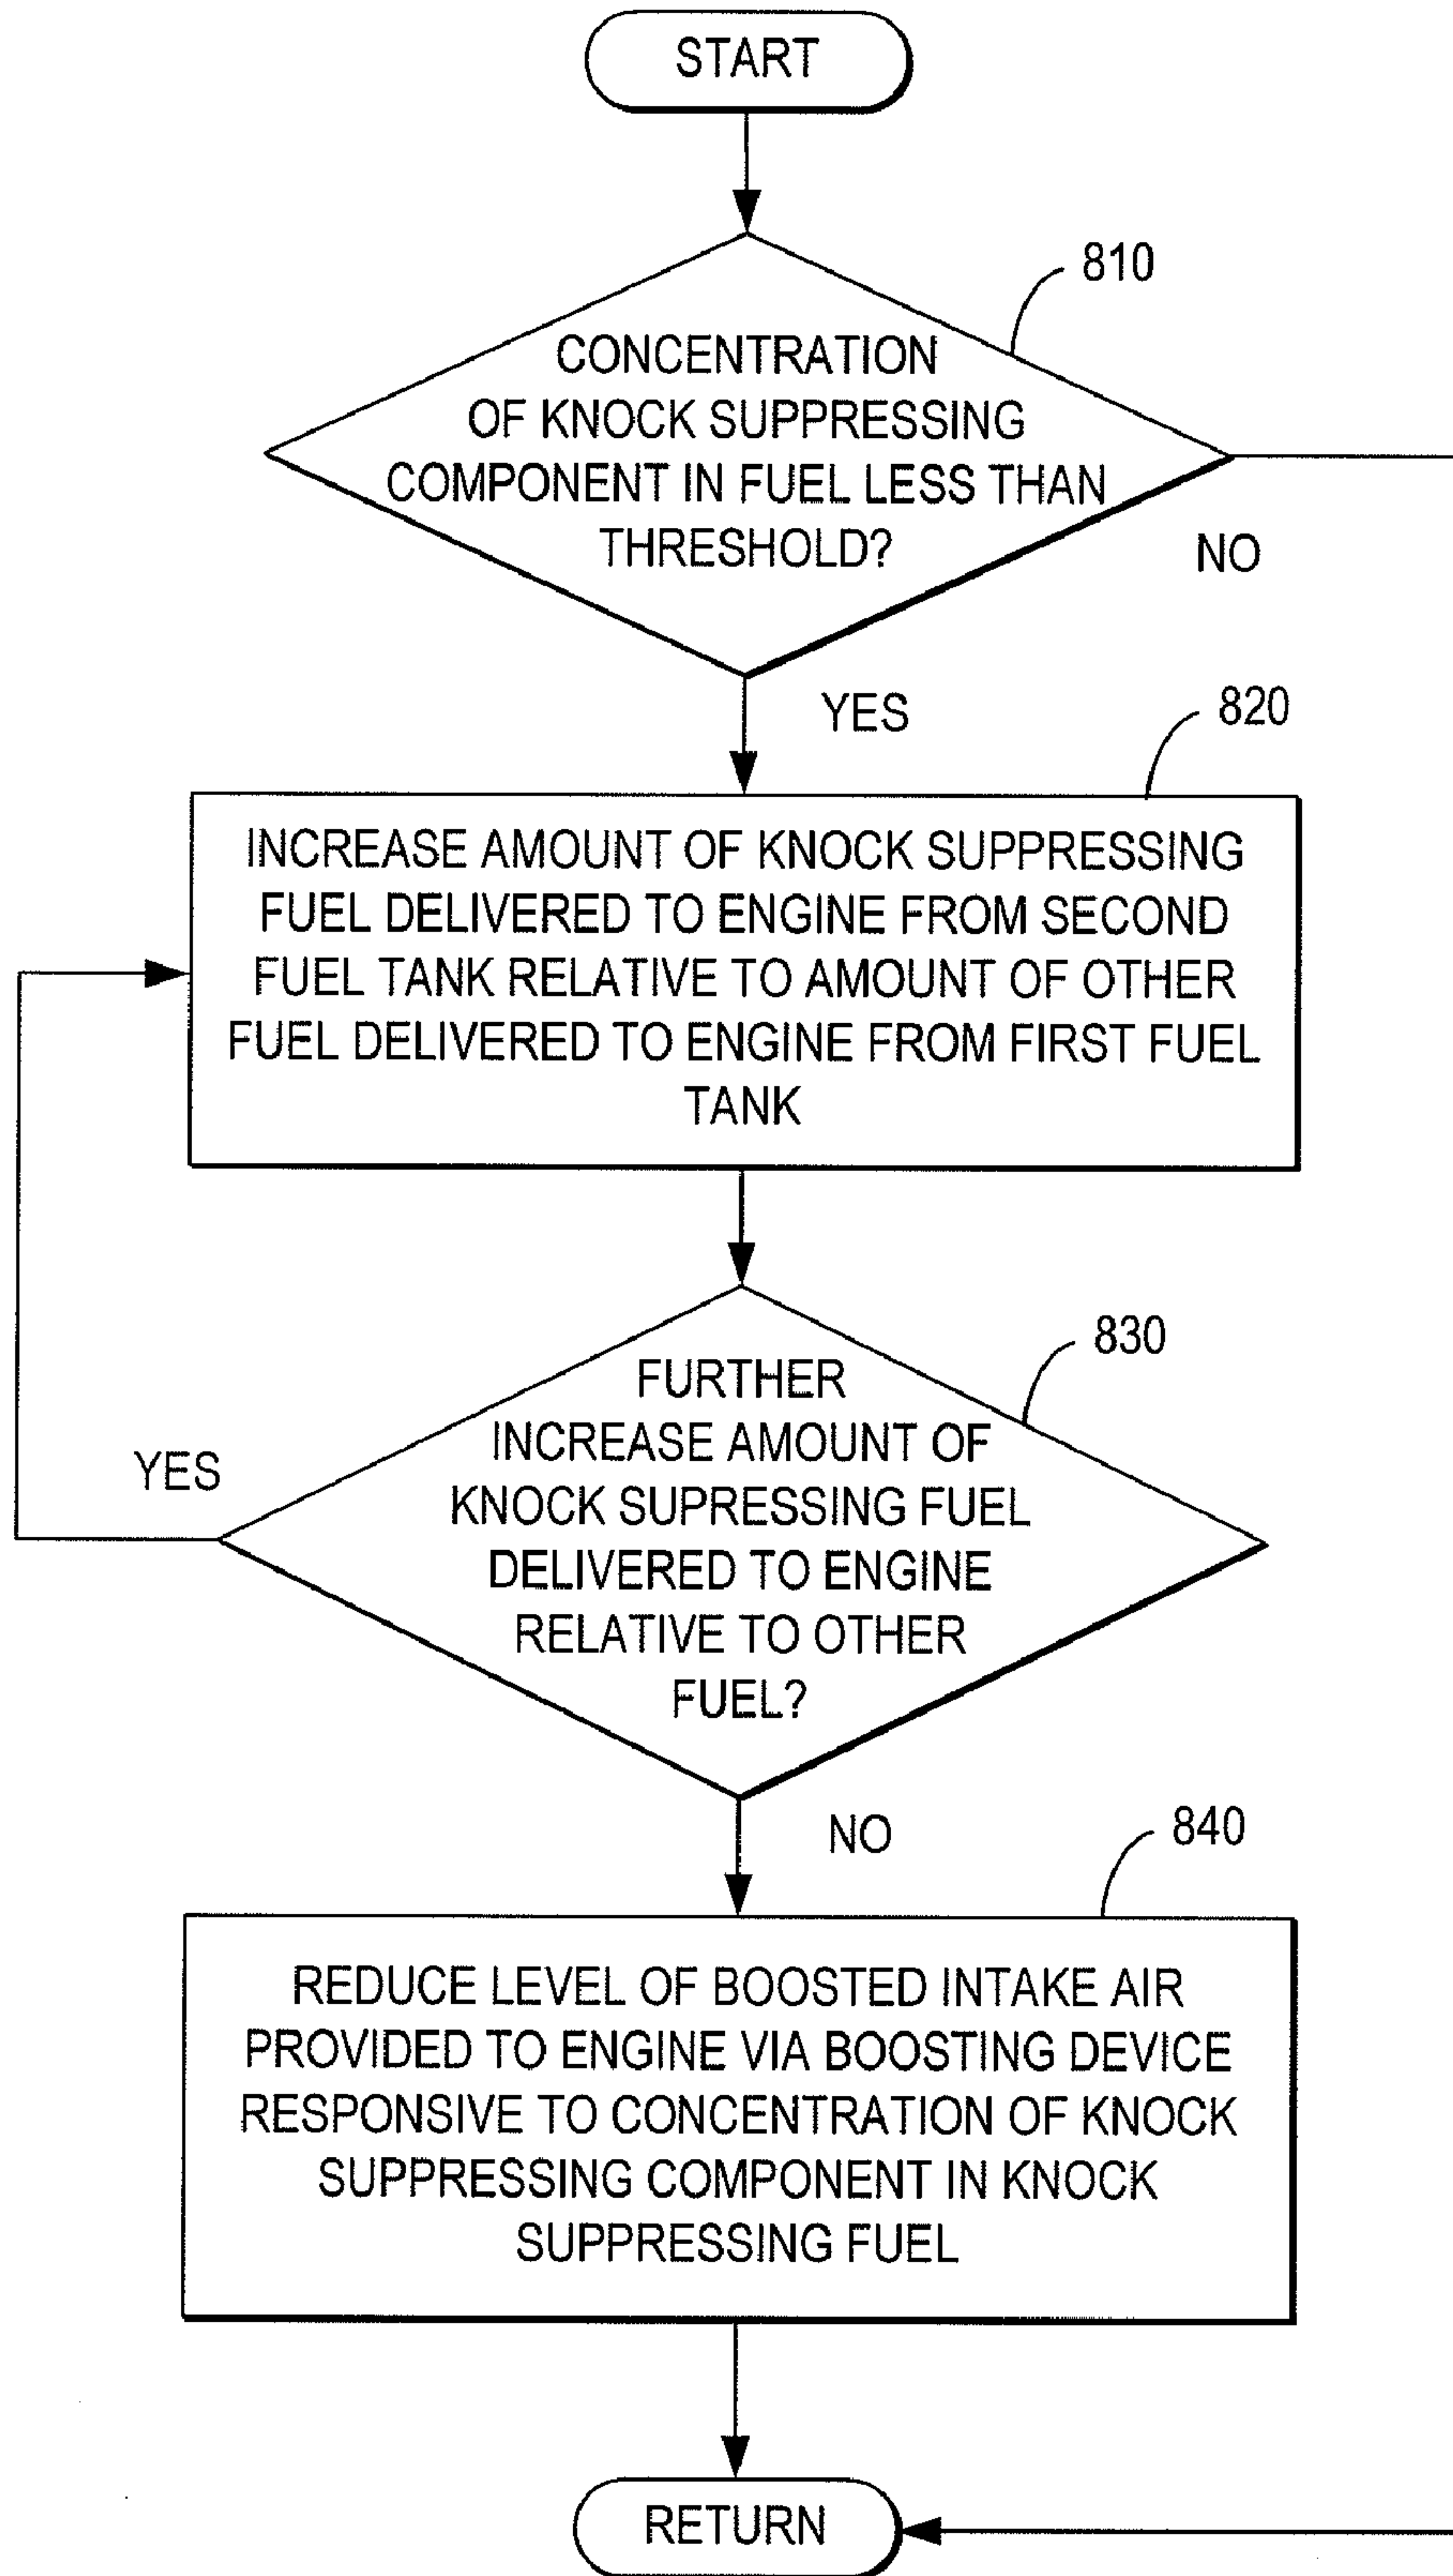 START
810
CONCENTRATION
OF KNOCK SUPPRESSING
COMPONENT IN FUEL LESS THAN
THRESHOLD?
NO
YES
820
INCREASE AMOUNT OF KNOCK SUPPRESSING
FUEL DELIVERED TO ENGINE FROM SECOND
FUEL TANK RELATIVE TO AMOUNT OF OTHER
FUEL DELIVERED TO ENGINE FROM FIRST FUEL
TANK
830
FURTHER
INCREASE AMOUNT OF
KNOCK SUPRESSING FUEL
DELIVERED TO ENGINE
RELATIVE TO OTHER
FUEL?
YES
NO
840
REDUCE LEVEL OF BOOSTED INTAKE AIR
PROVIDED TO ENGINE VIA BOOSTING DEVICE
RESPONSIVE TO CONCENTRATION OF KNOCK
SUPPRESSING COMPONENT IN KNOCK
SUPPRESSING FUEL
RETURN